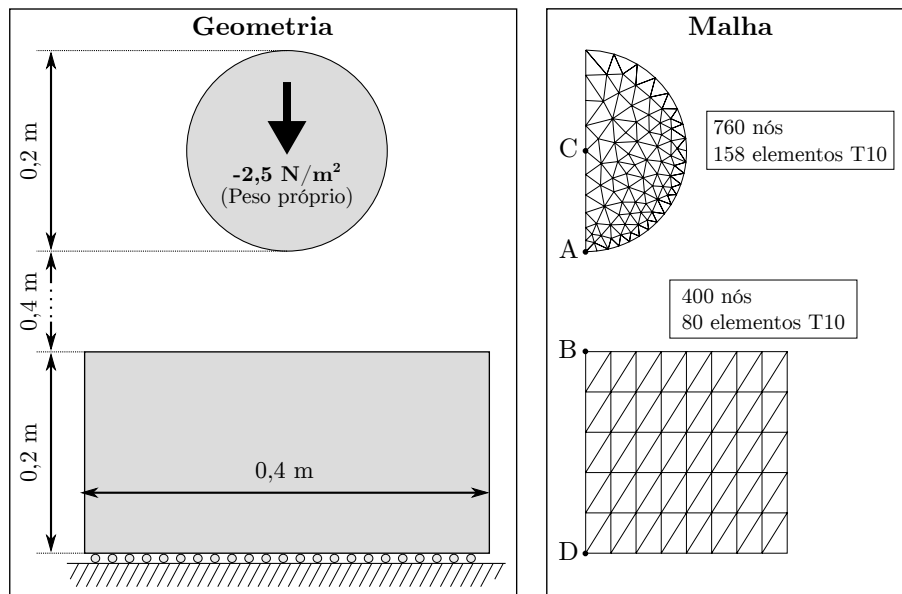 Geometria
0,2 m
-2,5 N/m²
(Peso próprio)
0,4 m
0,2 m
0,4 m
Malha
C
760 nós
158 elementos T10
A
400 nós
80 elementos T10
B
D